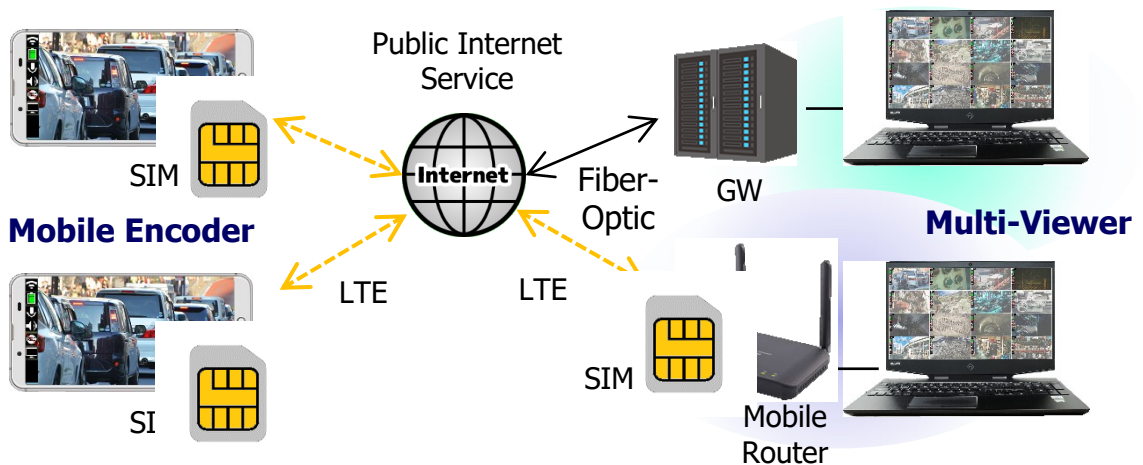 Public Internet
Service
SIM
Internet
Fiber-
Optic
GW
Mobile Encoder
Multi-Viewer
LTE
LTE
SIM
SI
Mobile
Router